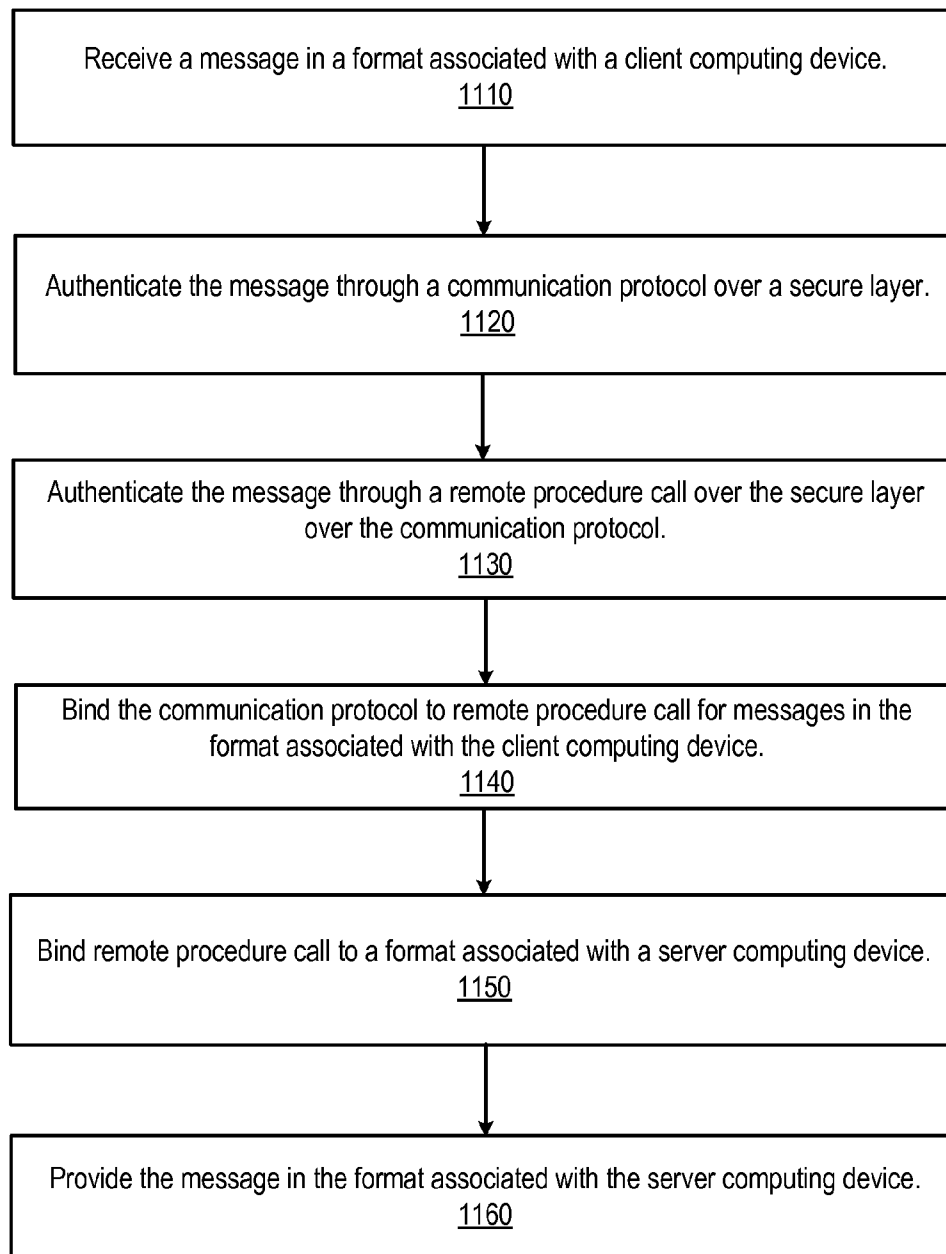 Receive a message in a format associated with a client computing device.
1110
Authenticate the message through a communication protocol over a secure layer.
1120
Authenticate the message through a remote procedure call over the secure layer
over the communication protocol.
1130
Bind the communication protocol to remote procedure call for messages in the
format associated with the client computing device.
1140
Bind remote procedure call to a format associated with a server computing device.
1150
Provide the message in the format associated with the server computing device.
1160